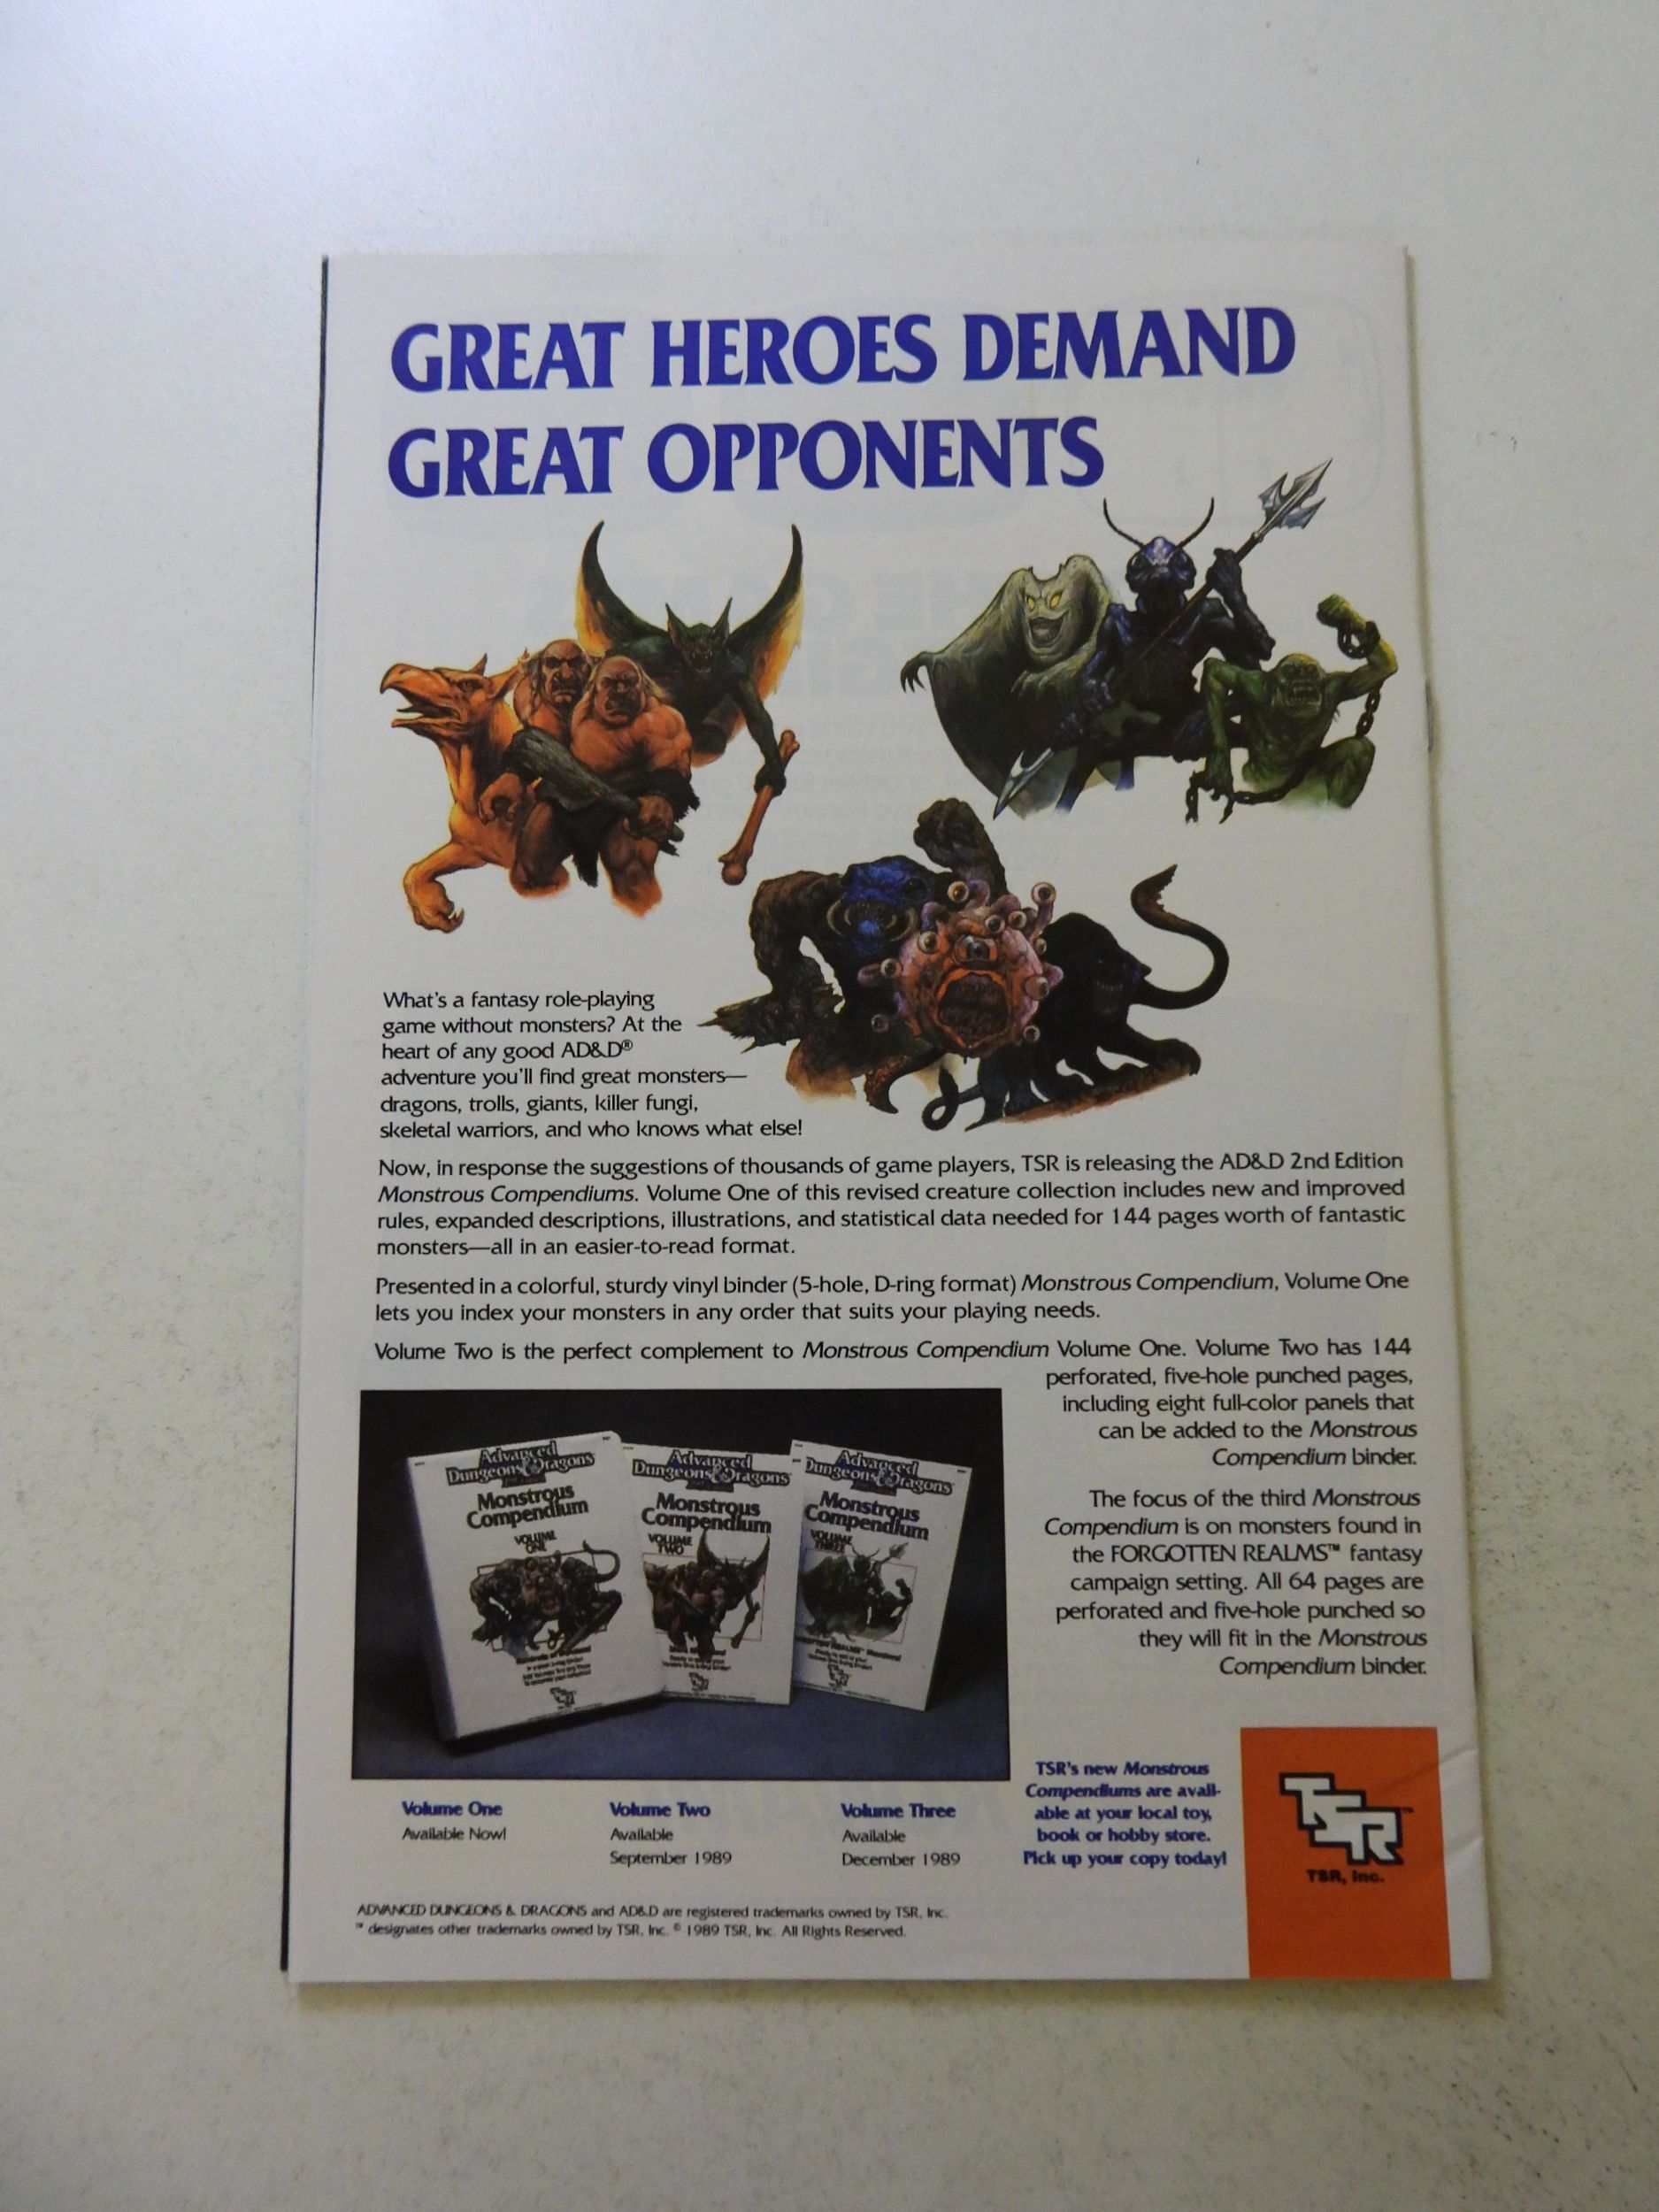 GREAT HEROES DEMAND
GREAT OPPONENTS
What's a fantasy role-playing
game without monsters? At the
heart of any good AD&D®
adventure you'll find great monsters—
dragons, trolls, giants, killer fungi,
skeletal warriors, and who knows what else!
Now, in response the suggestions of thousands of game players, TSR is releasing the AD&D 2nd Edition
Monstrous Compendiums. Volume One of this revised creature collection includes new and improved
rules, expanded descriptions, illustrations, and statistical data needed for 144 pages worth of fantastic
monsters—all in an easier-to-read format.
Presented in a colorful, sturdy vinyl binder (5-hole, D-ring format) Monstrous Compendium, Volume One
lets you index your monsters in any order that suits your playing needs.
Volume Two is the perfect complement to Monstrous Compendium Volume One. Volume Two has 144
perforated, five-hole punched pages,
including eight full-color panels that
can be added to the Monstrous
Compendium binder.
The focus of the third Monstrous
Compendium is on monsters found in
the FORGOTTEN REALMS™ fantasy
campaign setting. All 64 pages are
perforated and five-hole punched so
they will fit in the Monstrous
Compendium binder.
Advanced
Dungeons & Dragons
Monstrous
Compendium
VOLUME
ONE
TSR
Advanced
Dungeons & Dragons
Monstrous
Compendium
VOLUME
TWO
TSR
Advanced
Dungeons & Dragons
Monstrous
Compendium
VOLUME
THREE
TSR
Volume One
Available Now!
Volume Two
Available
September 1989
Volume Three
Available
December 1989
TSR's new Monstrous
Compendiums are avail-
able at your local toy,
book or hobby store.
Pick up your copy today!
TSR™
TSR, Inc.
ADVANCED DUNGEONS & DRAGONS and AD&D are registered trademarks owned by TSR, Inc.
™ designates other trademarks owned by TSR, Inc. © 1989 TSR, Inc. All Rights Reserved.